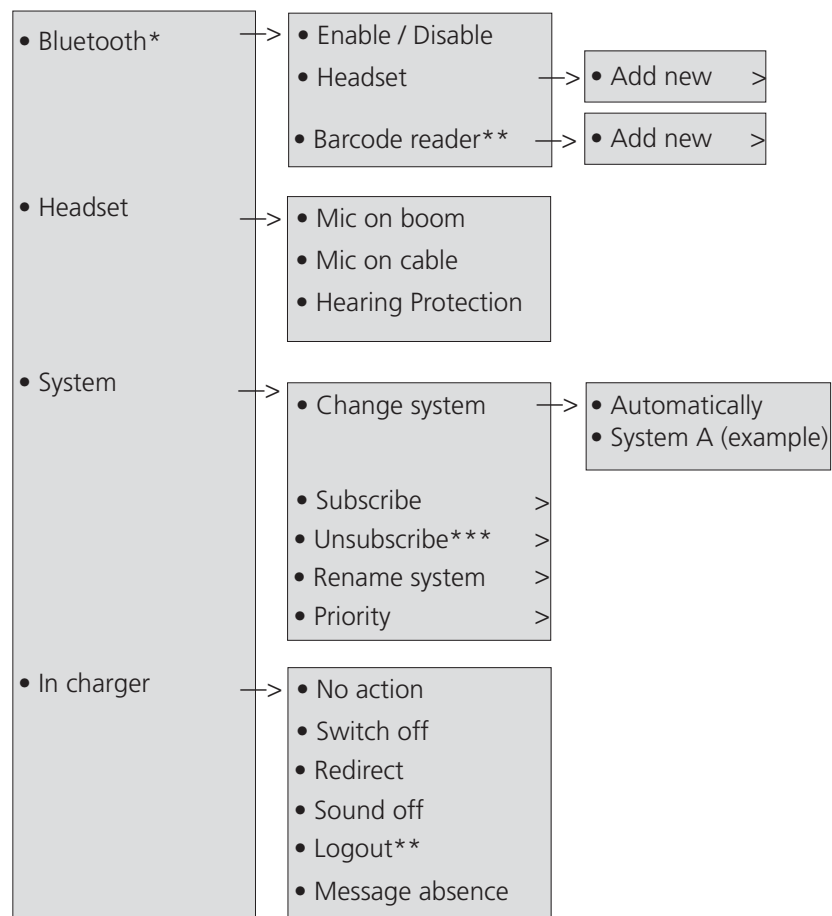 • Bluetooth*
—>
• Enable / Disable
• Headset
—>
• Add new >
• Barcode reader**
—>
• Add new >
• Headset
—>
• Mic on boom
• Mic on cable
• Hearing Protection
• System
—>
• Change system
—>
• Automatically
• System A (example)
• Subscribe >
• Unsubscribe*** >
• Rename system >
• Priority >
• In charger
—>
• No action
• Switch off
• Redirect
• Sound off
• Logout**
• Message absence